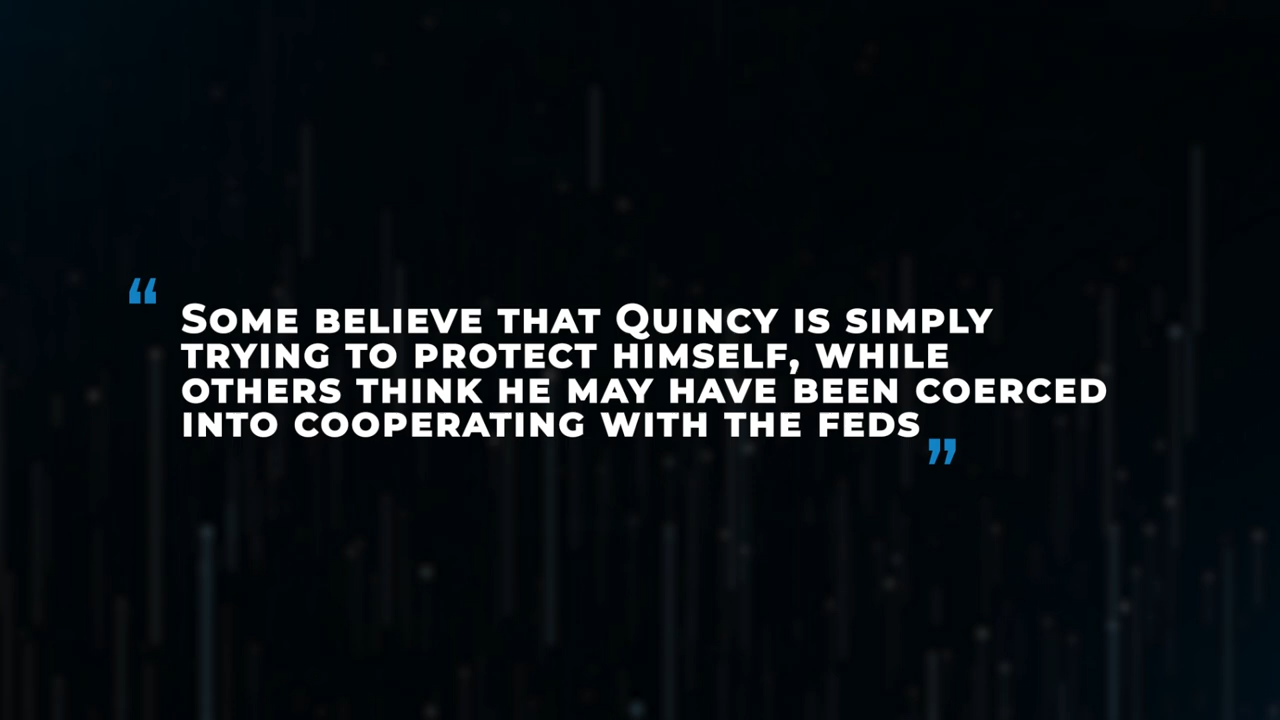 “ Some believe that Quincy is simply
trying to protect himself, while
others think he may have been coerced
into cooperating with the feds ”